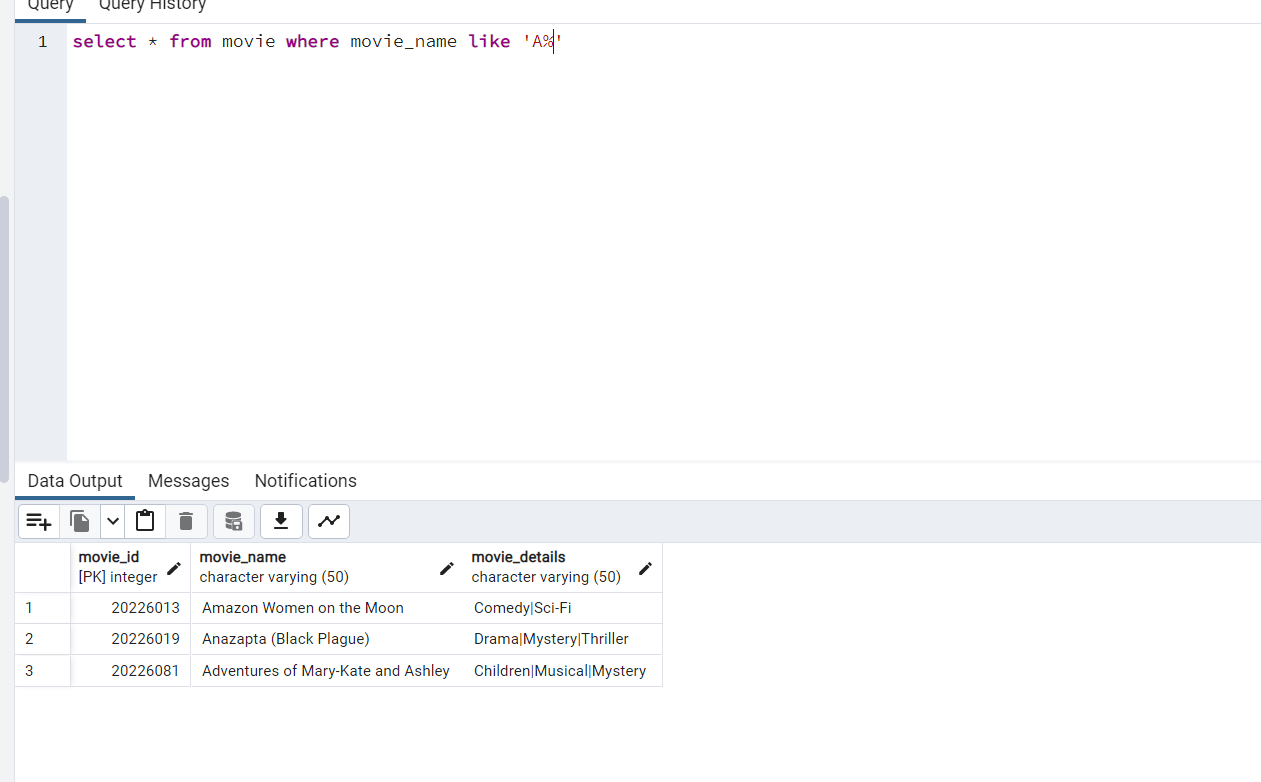 Query Query History
1 select * from movie where movie_name like 'A%'
Data Output Messages Notifications
movie_id movie_name movie_details
[PK] integer character varying (50) character varying (50)
1 20226013 Amazon Women on the Moon Comedy|Sci-Fi
2 20226019 Anazapta (Black Plague) Drama|Mystery|Thriller
3 20226081 Adventures of Mary-Kate and Ashley Children|Musical|Mystery